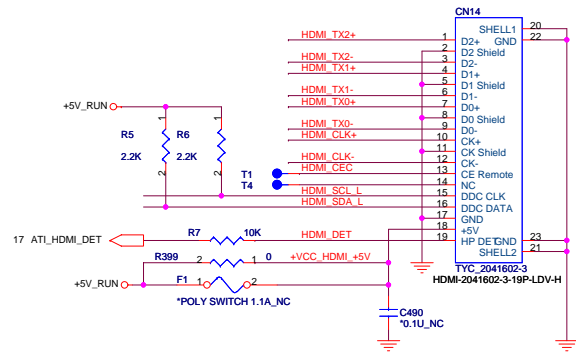 CN14
HDMI_TX2+ 1 D2+ SHELL1 20
2 D2 Shield GND 22
HDMI_TX2- 3 D2-
HDMI_TX1+ 4 D1+
5 D1 Shield
HDMI_TX1- 6 D1-
HDMI_TX0+ 7 D0+
8 D0 Shield
HDMI_TX0- 9 D0-
HDMI_CLK+ 10 CK+
11 CK Shield
HDMI_CLK- 12 CK-
HDMI_CEC 13 CE Remote
14 NC
HDMI_SCL_L 15 DDC CLK
HDMI_SDA_L 16 DDC DATA
17 GND
18 +5V
HDMI_DET 19 HP DET GND 23
SHELL2 21
TYC_2041602-3
HDMI-2041602-3-19P-LDV-H
+5V_RUN
1 1
R5 R6
2.2K 2.2K
2 2
T1
T4
17 ATI_HDMI_DET R7 10K
R399 2 1 0 +VCC_HDMI_+5V
+5V_RUN F1 1 2
*POLY SWITCH 1.1A_NC
C490
*0.1U_NC